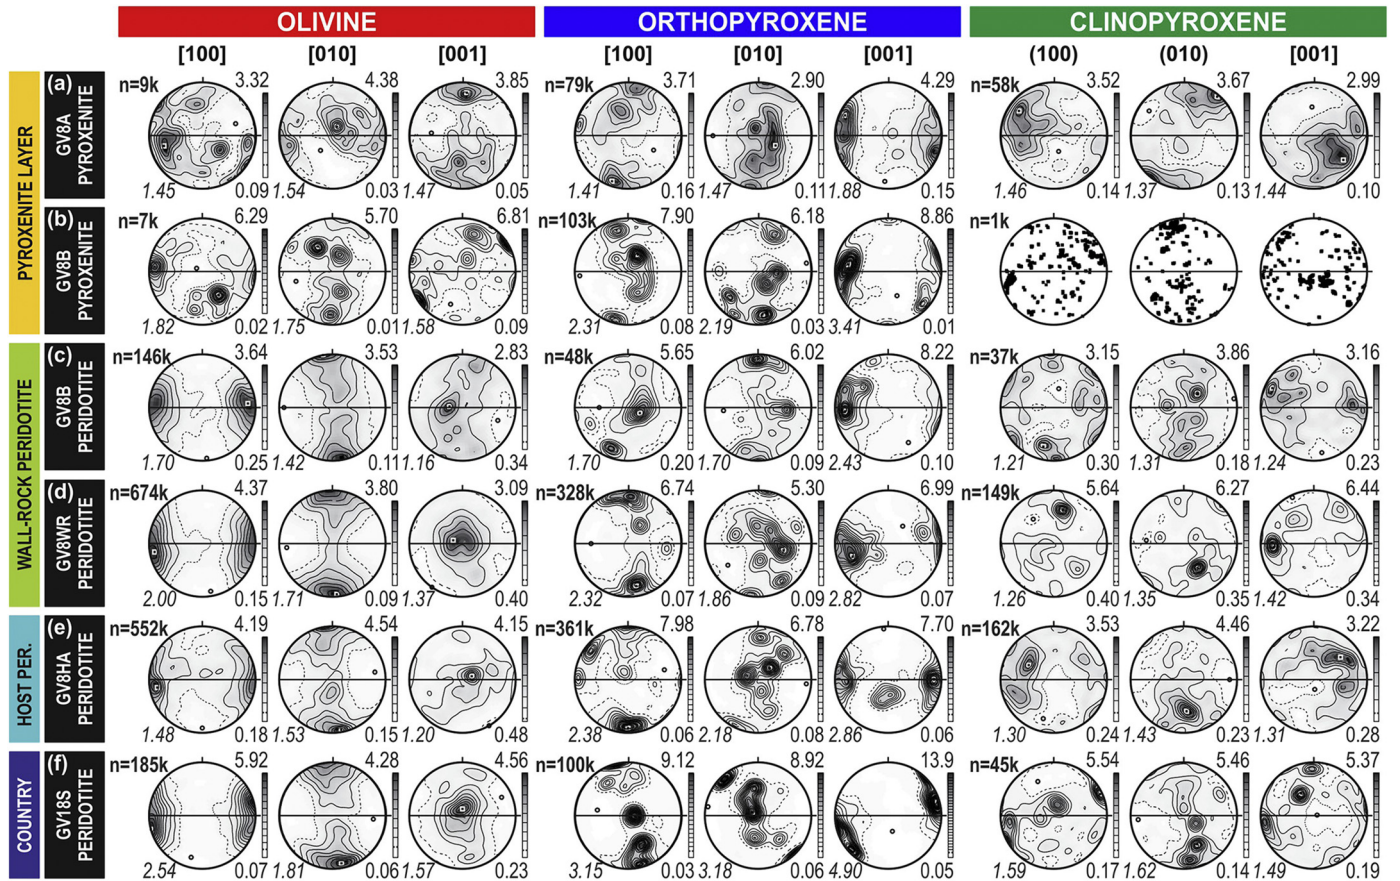 OLIVINE ORTHOPYROXENE CLINOPYROXENE
[100] [010] [001] [100] [010] [001] (100) (010) [001]
PYROXENITE LAYER
(a) GV8A PYROXENITE
n=9k 3.32 4.38 3.85 n=79k 3.71 2.90 4.29 n=58k 3.52 3.67 2.99
1.45 0.09 1.54 0.03 1.47 0.05 1.41 0.16 1.47 0.11 1.88 0.15 1.46 0.14 1.37 0.13 1.44 0.10
(b) GV8B PYROXENITE
n=7k 6.29 5.70 6.81 n=103k 7.90 6.18 8.86 n=1k
1.82 0.02 1.75 0.01 1.58 0.09 2.31 0.08 2.19 0.03 3.41 0.01
WALL-ROCK PERIDOTITE
(c) GV8B PERIDOTITE
n=146k 3.64 3.53 2.83 n=48k 5.65 6.02 8.22 n=37k 3.15 3.86 3.16
1.70 0.25 1.42 0.11 1.16 0.34 1.70 0.20 1.70 0.09 2.43 0.10 1.21 0.30 1.31 0.18 1.24 0.23
(d) GV8WR PERIDOTITE
n=674k 4.37 3.80 3.09 n=328k 6.74 5.30 6.99 n=149k 5.64 6.27 6.44
2.00 0.15 1.71 0.09 1.37 0.40 2.32 0.07 1.86 0.09 2.82 0.07 1.26 0.40 1.35 0.35 1.42 0.34
HOST PER.
(e) GV8HA PERIDOTITE
n=552k 4.19 4.54 4.15 n=361k 7.98 6.78 7.70 n=162k 3.53 4.46 3.22
1.48 0.18 1.53 0.15 1.20 0.48 2.38 0.06 2.18 0.08 2.86 0.06 1.30 0.24 1.43 0.23 1.31 0.28
COUNTRY
(f) GV18S PERIDOTITE
n=185k 5.92 4.28 4.56 n=100k 9.12 8.92 13.9 n=45k 5.54 5.46 5.37
2.54 0.07 1.81 0.06 1.57 0.23 3.15 0.03 3.18 0.06 4.90 0.05 1.59 0.17 1.62 0.14 1.49 0.19